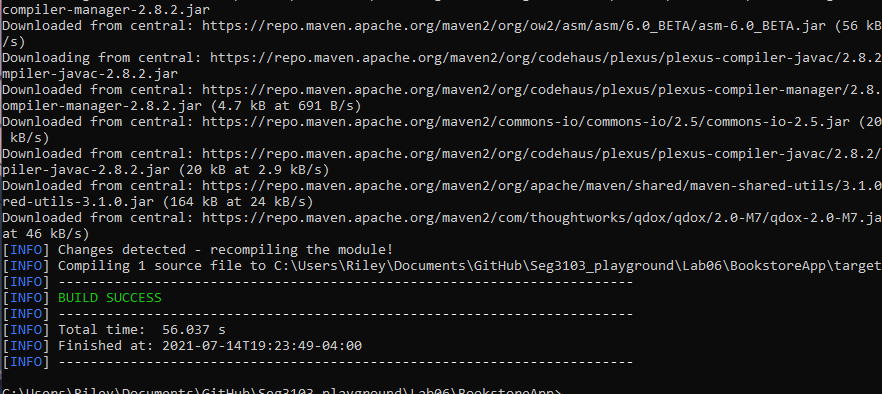 ompiler-manager-2.8.2.jar
Downloaded from central: https://repo.maven.apache.org/maven2/org/ow2/asm/asm/6.0_BETA/asm-6.0_BETA.jar (56 kB
/s)
Downloading from central: https://repo.maven.apache.org/maven2/org/codehaus/plexus/plexus-compiler-javac/2.8.2
mpiler-javac-2.8.2.jar
Downloaded from central: https://repo.maven.apache.org/maven2/org/codehaus/plexus/plexus-compiler-manager/2.8.
ompiler-manager-2.8.2.jar (4.7 kB at 691 B/s)
Downloaded from central: https://repo.maven.apache.org/maven2/commons-io/commons-io/2.5/commons-io-2.5.jar (20
 kB/s)
Downloaded from central: https://repo.maven.apache.org/maven2/org/codehaus/plexus/plexus-compiler-javac/2.8.2/
piler-javac-2.8.2.jar (20 kB at 2.9 kB/s)
Downloaded from central: https://repo.maven.apache.org/maven2/org/apache/maven/shared/maven-shared-utils/3.1.0
red-utils-3.1.0.jar (164 kB at 24 kB/s)
Downloaded from central: https://repo.maven.apache.org/maven2/com/thoughtworks/qdox/qdox/2.0-M7/qdox-2.0-M7.ja
at 46 kB/s)
[INFO] Changes detected - recompiling the module!
[INFO] Compiling 1 source file to C:\Users\Riley\Documents\GitHub\Seg3103_playground\Lab06\BookstoreApp\target
[INFO] ------------------------------------------------------------------------
[INFO] BUILD SUCCESS
[INFO] ------------------------------------------------------------------------
[INFO] Total time:  56.037 s
[INFO] Finished at: 2021-07-14T19:23:49-04:00
[INFO] ------------------------------------------------------------------------
C:\Users\Riley\Documents\GitHub\Seg3103_playground\Lab06\BookstoreApp>